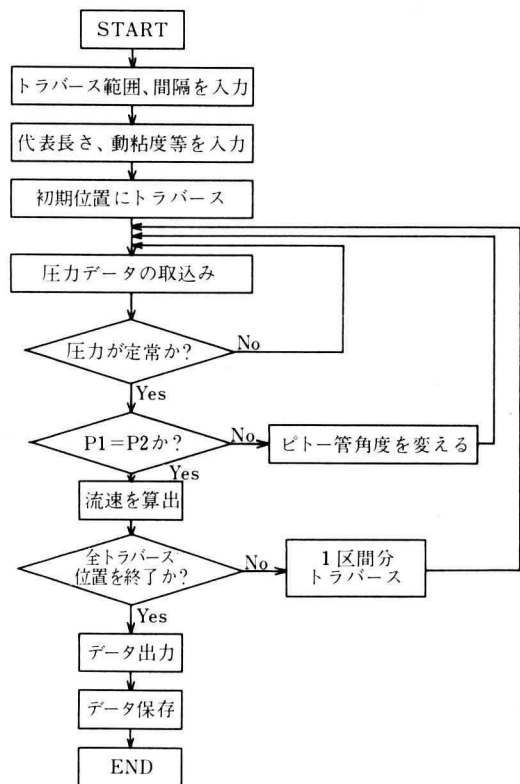 START
トラバース範囲、間隔を入力
代表長さ、動粘度等を入力
初期位置にトラバース
圧力データの取込み
圧力が定常か?
No
Yes
P1=P2か?
No
ピトー管角度を変える
Yes
流速を算出
全トラバース
位置を終了か?
No
1区間分
トラバース
Yes
データ出力
データ保存
END